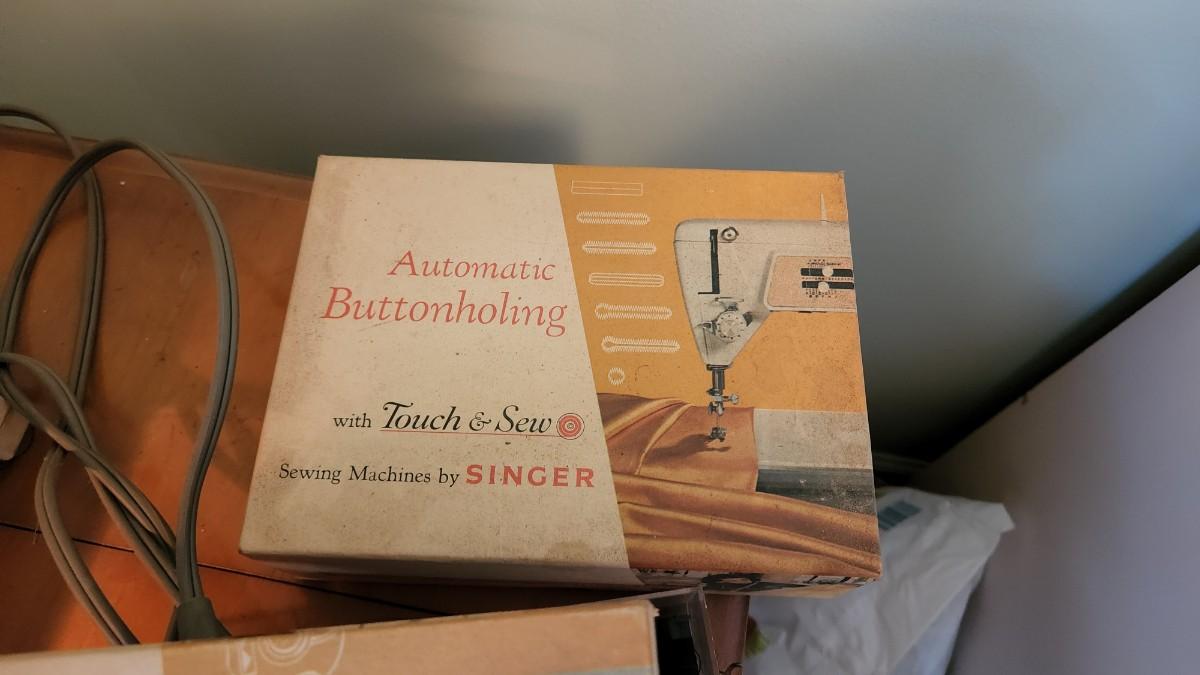 Automatic
Buttonholing
with Touch & Sew
Sewing Machines by SINGER